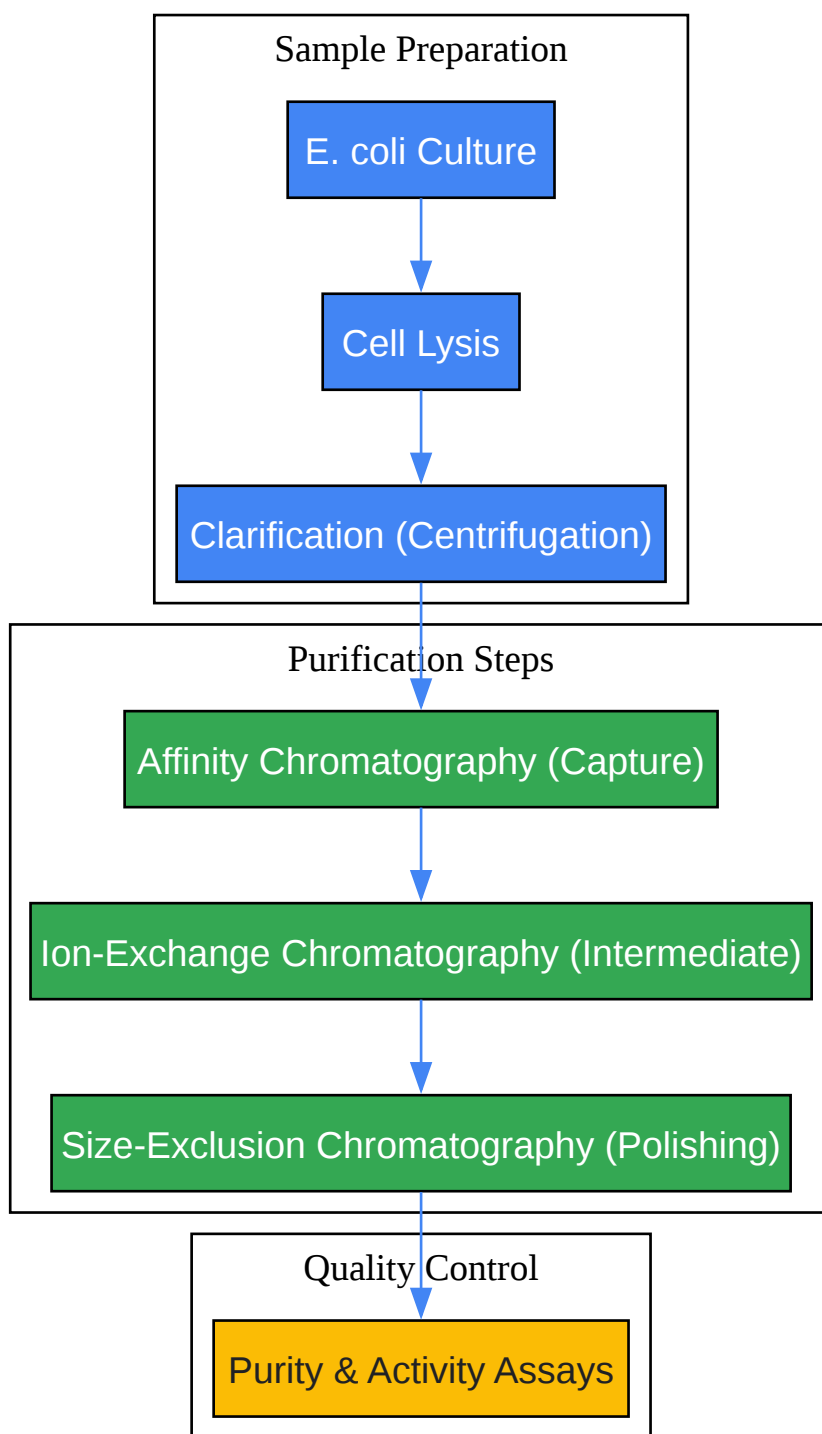 Sample Preparation
E. coli Culture
Cell Lysis
Clarification (Centrifugation)
Purification Steps
Affinity Chromatography (Capture)
Ion-Exchange Chromatography (Intermediate)
Size-Exclusion Chromatography (Polishing)
Quality Control
Purity & Activity Assays